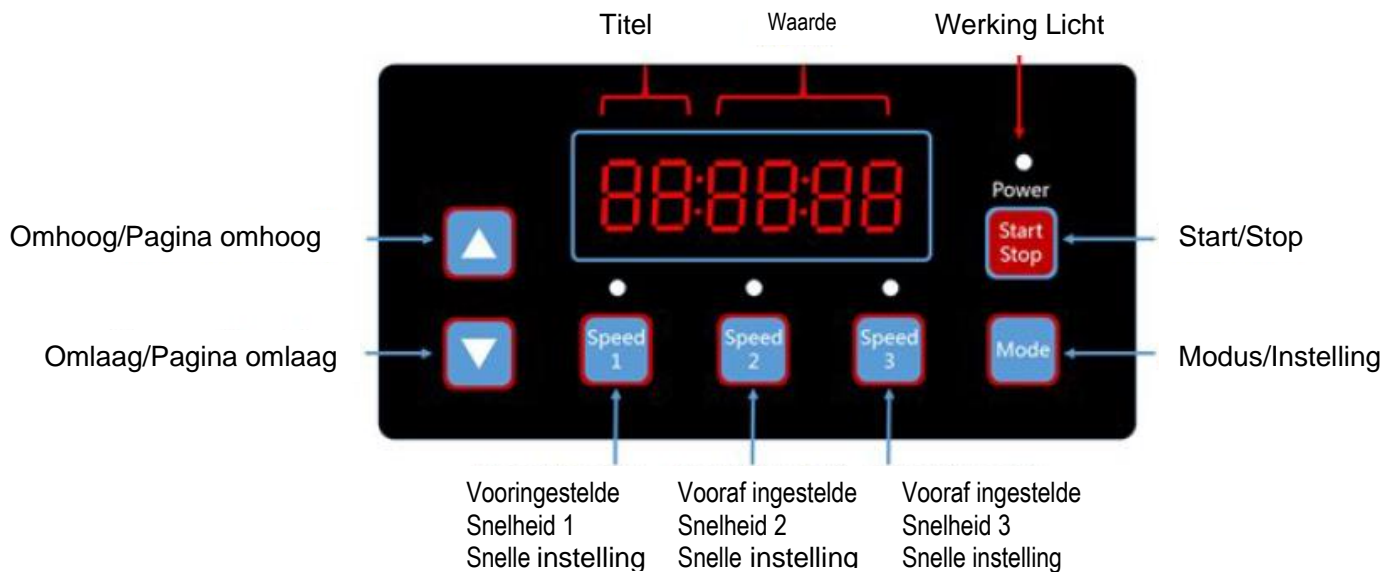 Titel Waarde Werking Licht
88:88:88
Power
Omhoog/Pagina omhoog
Start
Stop
Start/Stop
Omlaag/Pagina omlaag
Speed
1
Speed
2
Speed
3
Mode
Modus/Instelling
Vooringestelde
Snelheid 1
Snelle instelling
Vooraf ingestelde
Snelheid 2
Snelle instelling
Vooraf ingestelde
Snelheid 3
Snelle instelling